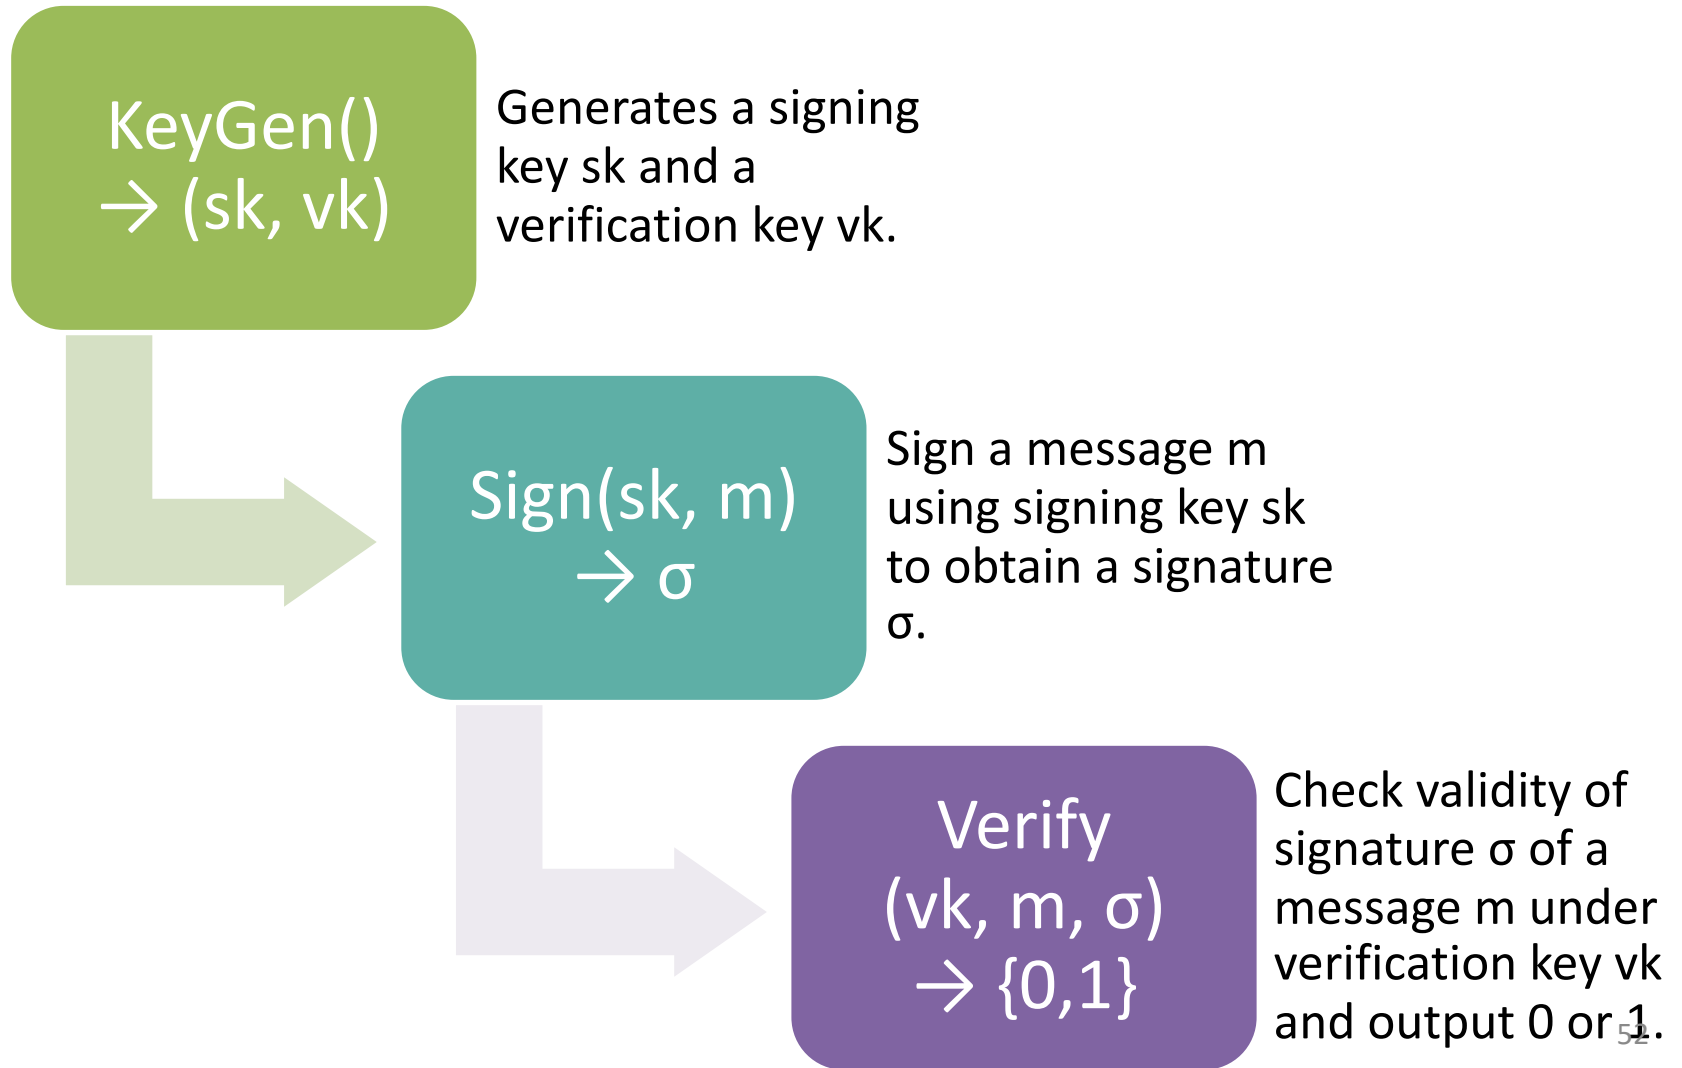 KeyGen()
→ (sk, vk)
Generates a signing
key sk and a
verification key vk.
Sign(sk, m)
→ σ
Sign a message m
using signing key sk
to obtain a signature
σ.
Verify
(vk, m, σ)
→ {0,1}
Check validity of
signature σ of a
message m under
verification key vk
and output 0 or 1.
52